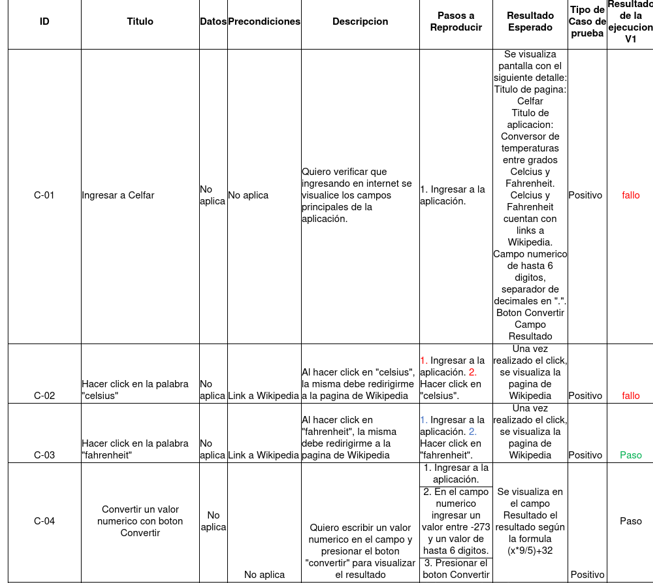 ID
Titulo
Datos
Precondiciones
Descripcion
Pasos a
Reproducir
Resultado
Esperado
Tipo de
Caso de
prueba
Resultado
de la
ejecucion
V1
C-01
Ingresar a Celfar
No
aplica
No aplica
Quiero verificar que
ingresando en internet se
visualice los campos
principales de la
aplicación.
1. Ingresar a la
aplicación.
Se visualiza
pantalla con el
siguiente detalle:
Titulo de pagina:
Celfar
Titulo de
aplicacion:
Conversor de
temperaturas
entre grados
Celcius y
Fahrenheit.
Celcius y
Fahrenheit
cuentan con
links a
Wikipedia.
Campo numerico
de hasta 6
digitos,
separador de
decimales en ".".
Boton Convertir
Campo
Resultado
Positivo
fallo
C-02
Hacer click en la palabra
"celsius"
No
aplica
Link a Wikipedia
Al hacer click en "celsius",
la misma debe redirigirme
a la pagina de Wikipedia
1. Ingresar a la
aplicación. 2.
Hacer click en
"celsius".
Una vez
realizado el click,
se visualiza la
pagina de
Wikipedia
Positivo
fallo
C-03
Hacer click en la palabra
"fahrenheit"
No
aplica
Link a Wikipedia
Al hacer click en
"fahrenheit", la misma
debe redirigirme a la
pagina de Wikipedia
1. Ingresar a la
aplicación. 2.
Hacer click en
"fahrenheit".
Una vez
realizado el click,
se visualiza la
pagina de
Wikipedia
Positivo
Paso
C-04
Convertir un valor
numerico con boton
Convertir
No
aplica
No aplica
Quiero escribir un valor
numerico en el campo y
presionar el boton
"convertir" para visualizar
el resultado
1. Ingresar a la
aplicación.
2. En el campo
numerico
ingresar un
valor entre -273
y un valor de
hasta 6 digitos.
3. Presionar el
boton Convertir
Se visualiza en
el campo
Resultado el
resultado según
la formula
(x*9/5)+32
Positivo
Paso